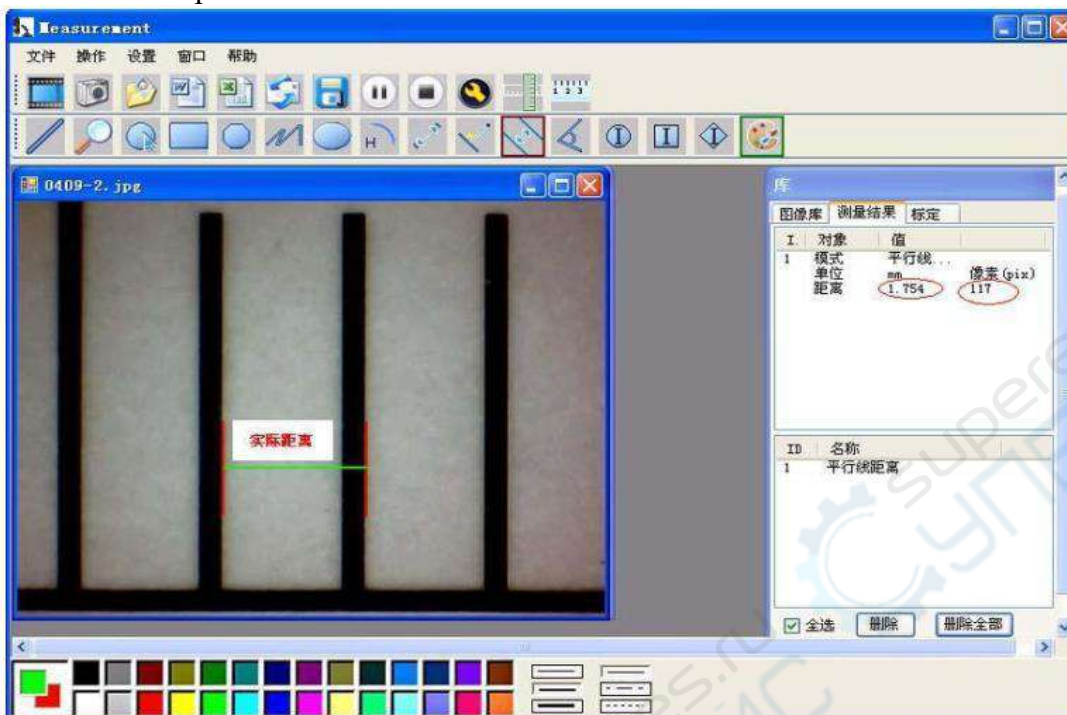 Measurement
文件 操作 设置 窗口 帮助
1 2 3
H
0409-2.jpg
实际距离
库
图像库 测量结果 标定
I. 对象 值
1 模式 平行线...
单位 mm 像素(pix)
距离 1.754 117
ID 名称
1 平行线距离
全选 删除 删除全部